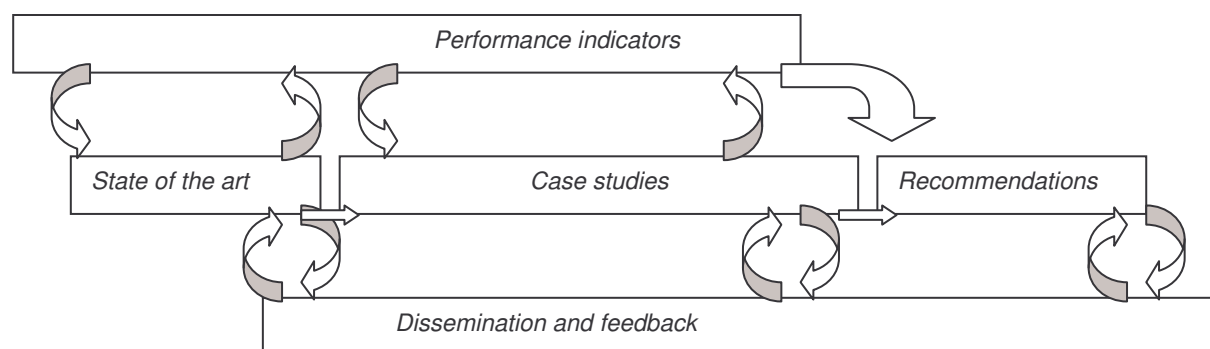 Performance indicators
State of the art
Case studies
Recommendations
Dissemination and feedback